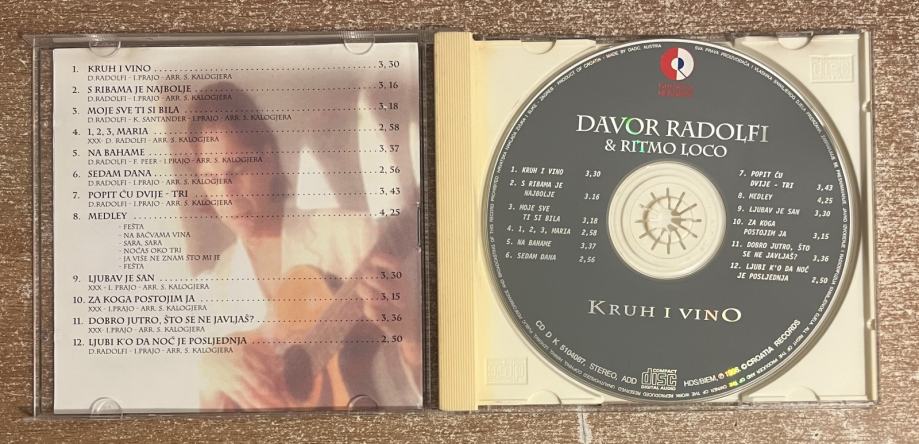 1. KRUH I VINO 3, 30
D.RADOLFI - I.PRAJO - ARR. S. KALOGJERA
2. S RIBAMA JE NAJBOLJE 3, 16
D.RADOLFI - I.PRAJO - ARR. S. KALOGJERA
3. MOJE SVE TI SI BILA 3, 18
D.RADOLFI - K. SANTANDER - I.PRAJO - ARR. S. KALOGJERA
4. 1, 2, 3, MARIA 2, 58
XXX- D. RADOLFI - ARR. S. KALOGJERA
5. NA BAHAME 3, 37
D.RADOLFI - F. PEER - I.PRAJO - ARR. S. KALOGJERA
6. SEDAM DANA 2, 56
D.RADOLFI - I.PRAJO - ARR. S. KALOGJERA
7. POPIT ĆU DVIJE - TRI 3, 43
D.RADOLFI - I.PRAJO - ARR. S. KALOGJERA
8. MEDLEY 4, 25
- FEŠTA
- NA BAČVAMA VINA
- SARA, SARA
- NOĆAS OKO TRI
- JA VIŠE NE ZNAM ŠTO MI JE
- FEŠTA
9. LJUBAV JE SAN 3, 30
XXX - I. PRAJO - ARR. S. KALOGJERA
10. ZA KOGA POSTOJIM JA 3, 15
XXX - I.PRAJO - ARR. S. KALOGJERA
11. DOBRO JUTRO, ŠTO SE NE JAVLJAŠ? 3, 36
XXX - I.PRAJO - ARR. S. KALOGJERA
12. LJUBI K'O DA NOĆ JE POSLJEDNJA 2, 50
D.RADOLFI - I.PRAJO - ARR. S. KALOGJERA
DAVOR RADOLFI
& RITMO LOCO
1. KRUH I VINO 3,30
2. S RIBAMA JE
NAJBOLJE 3.16
3. MOJE SVE
TI SI BILA 3,18
4. 1, 2, 3, MARIA 2,58
5. NA BAHAME 3,37
6. SEDAM DANA 2,56
7. POPIT ĆU
DVIJE - TRI 3,43
8. MEDLEY 4,25
9. LJUBAV JE SAN 3,30
10. ZA KOGA
POSTOJIM JA 3,15
11. DOBRO JUTRO, ŠTO
SE NE JAVLJAŠ? 3,36
12. LJUBI K'O DA NOĆ
JE POSLJEDNJA 2,50
KRUH I VINO
CD D K 5104087, STEREO, ADD
COMPACT
disc
DIGITAL AUDIO
HDS/BIEM, ℗ 1996. © CROATIA RECORDS
PRODUCT OF CROATIA - MADE BY DADC, AUSTRIA